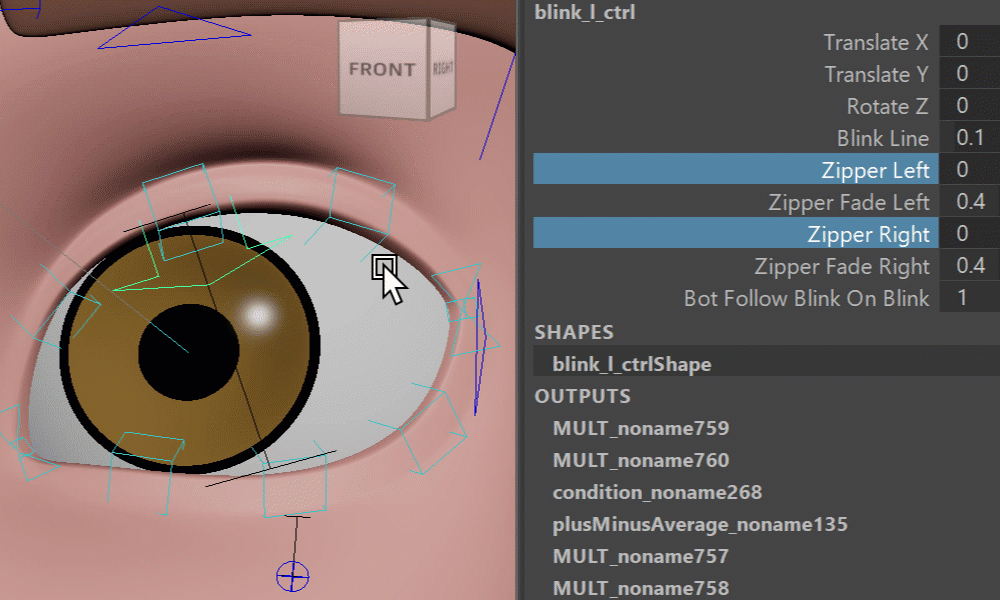 FRONT
RIGHT
blink_l_ctrl
Translate X 0
Translate Y 0
Rotate Z 0
Blink Line 0.1
Zipper Left 0
Zipper Fade Left 0.4
Zipper Right 0
Zipper Fade Right 0.4
Bot Follow Blink On Blink 1
SHAPES
blink_l_ctrlShape
OUTPUTS
MULT_noname759
MULT_noname760
condition_noname268
plusMinusAverage_noname135
MULT_noname757
MULT_noname758